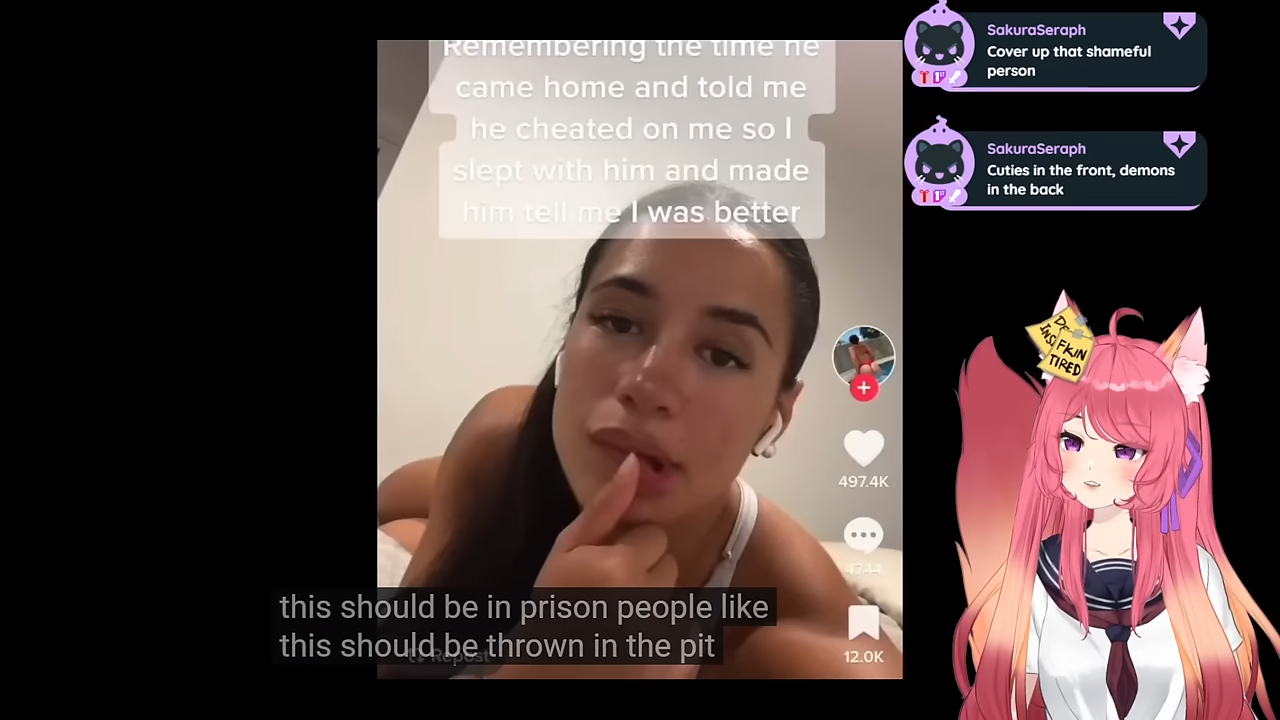 Remembering the time he
came home and told me
he cheated on me so I
slept with him and made
him tell me I was better
497.4K
4744
12.0K
Repost
this should be in prison people like
this should be thrown in the pit
SakuraSeraph
Cover up that shameful
person
SakuraSeraph
Cuties in the front, demons
in the back
FKIN
TIRED